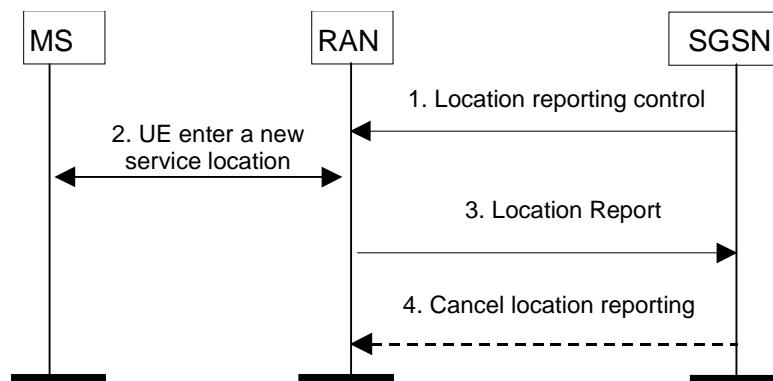 MS
RAN
SGSN
1. Location reporting control
2. UE enter a new
service location
3. Location Report
4. Cancel location reporting